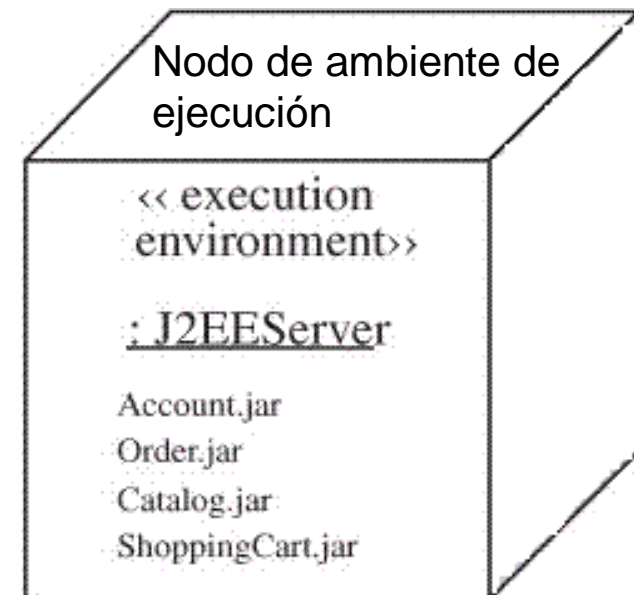 Nodo de ambiente de
ejecución
‹‹ execution
environment››
: J2EEServer
Account.jar
Order.jar
Catalog.jar
ShoppingCart.jar